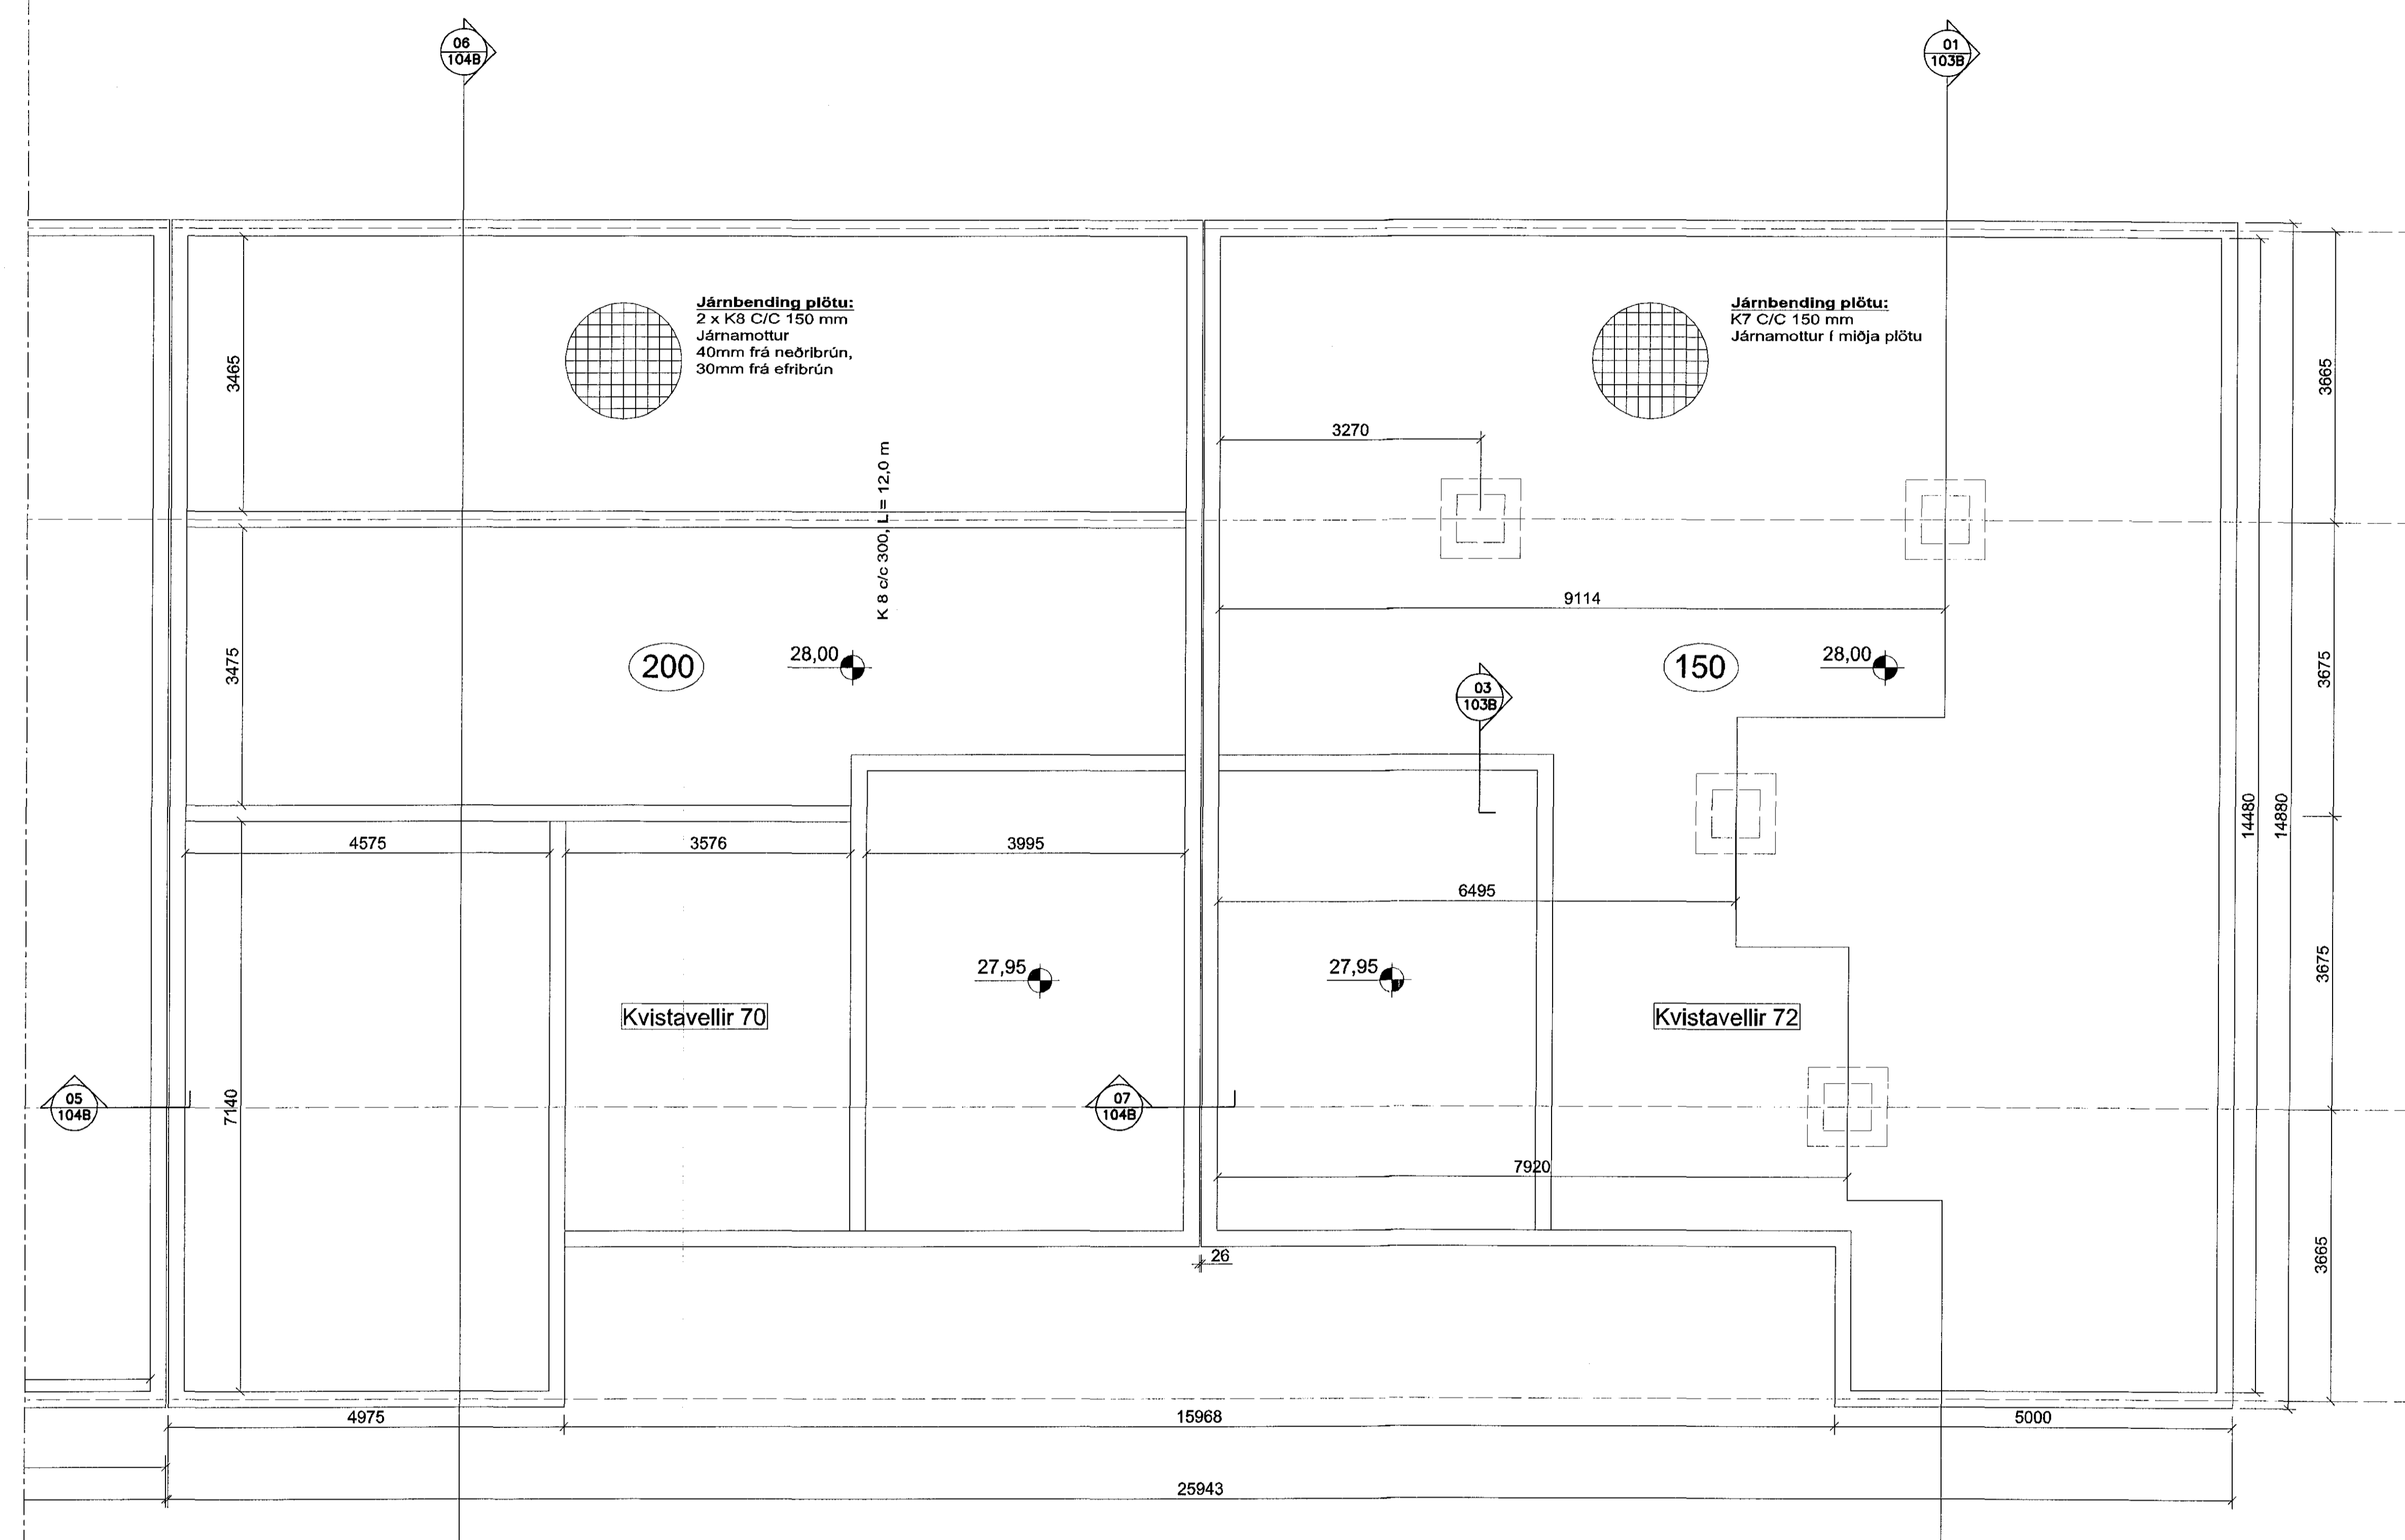 06
104B
01
103B
Járnbending plötu:
2 x K8 C/C 150 mm
Járnamottur
40mm frá neðribrún,
30mm frá efribrún
Járnbending plötu:
K7 C/C 150 mm
Járnamottur í miðja plötu
3465
3665
3270
K 8 c/c 300, L = 12,0 m
9114
3475
200
28,00
03
103B
150
28,00
3675
4575
3576
3995
14480
14880
6495
27,95
27,95
3675
Kvistavellir 70
Kvistavellir 72
05
104B
7140
07
104B
7920
26
3665
4975
15968
5000
25943